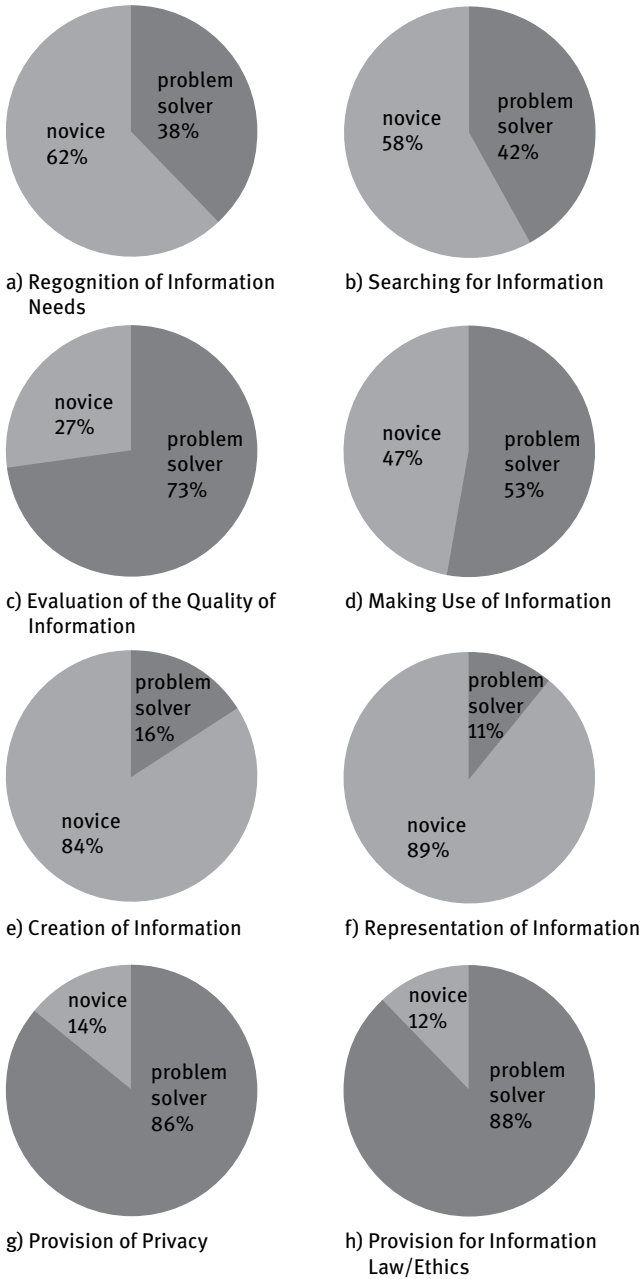 problem
solver
38%
novice
62%
a) Regognition of Information
Needs
problem
solver
42%
novice
58%
b) Searching for Information
novice
27%
problem
solver
73%
c) Evaluation of the Quality of
Information
novice
47%
problem
solver
53%
d) Making Use of Information
problem
solver
16%
novice
84%
e) Creation of Information
problem
solver
11%
novice
89%
f) Representation of Information
novice
14%
problem
solver
86%
g) Provision of Privacy
novice
12%
problem
solver
88%
h) Provision for Information
Law/Ethics